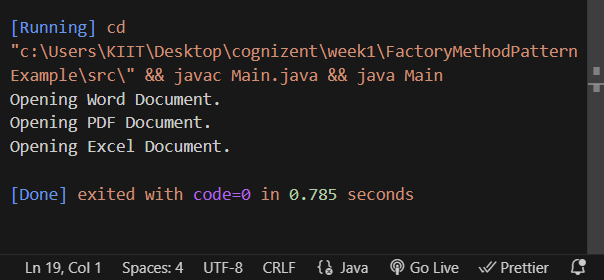 [Running] cd
"c:\Users\KIIT\Desktop\cognizent\week1\FactoryMethodPattern
Example\src\" && javac Main.java && java Main
Opening Word Document.
Opening PDF Document.
Opening Excel Document.
[Done] exited with code=0 in 0.785 seconds
Ln 19, Col 1 Spaces: 4 UTF-8 CRLF Java Go Live Prettier